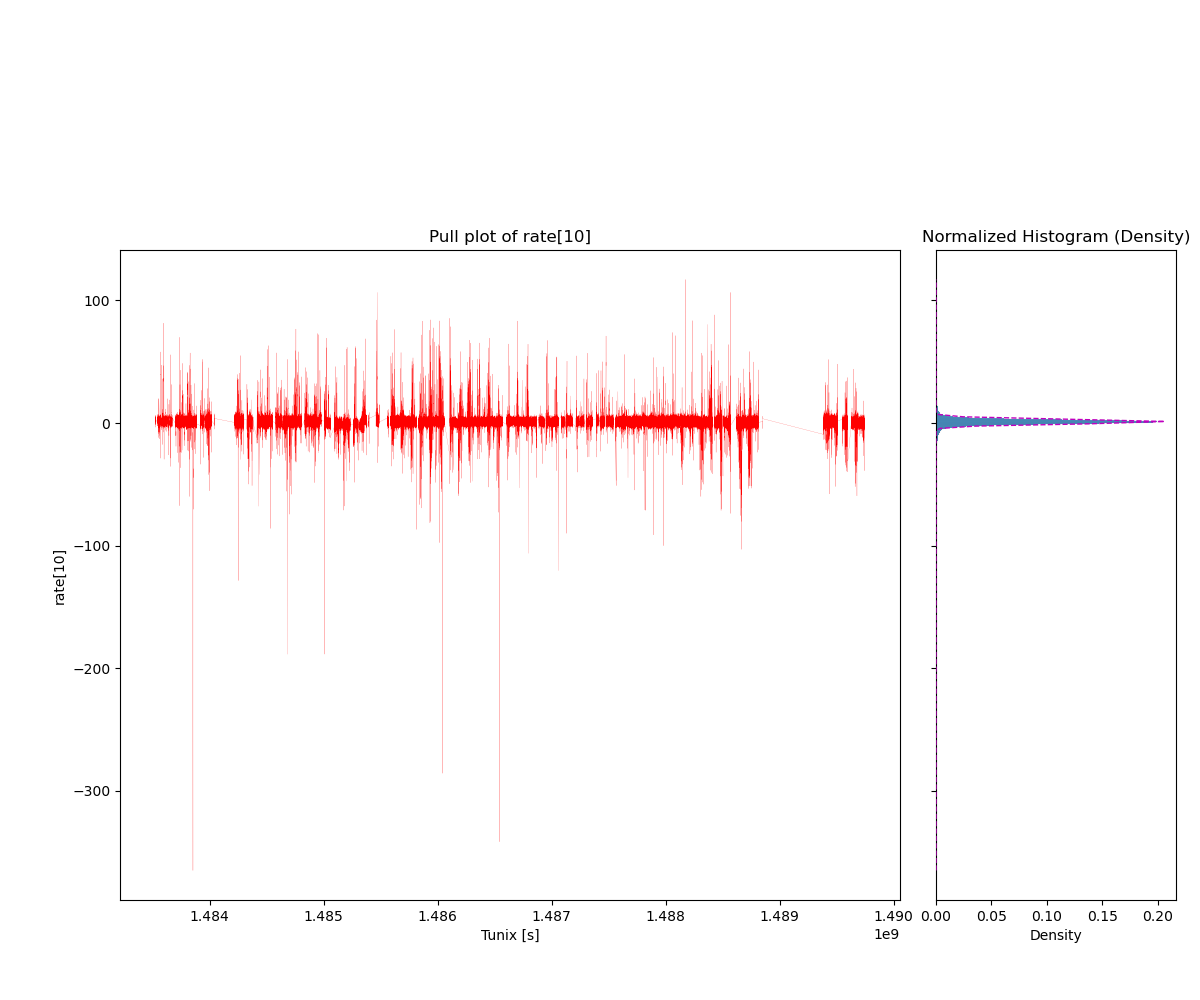 Pull plot of rate[10]
Normalized Histogram (Density)
100
0
−100
−200
−300
rate[10]
1.484 1.485 1.486 1.487 1.488 1.489 1.490
1e9
Tunix [s]
0.00 0.05 0.10 0.15 0.20
Density